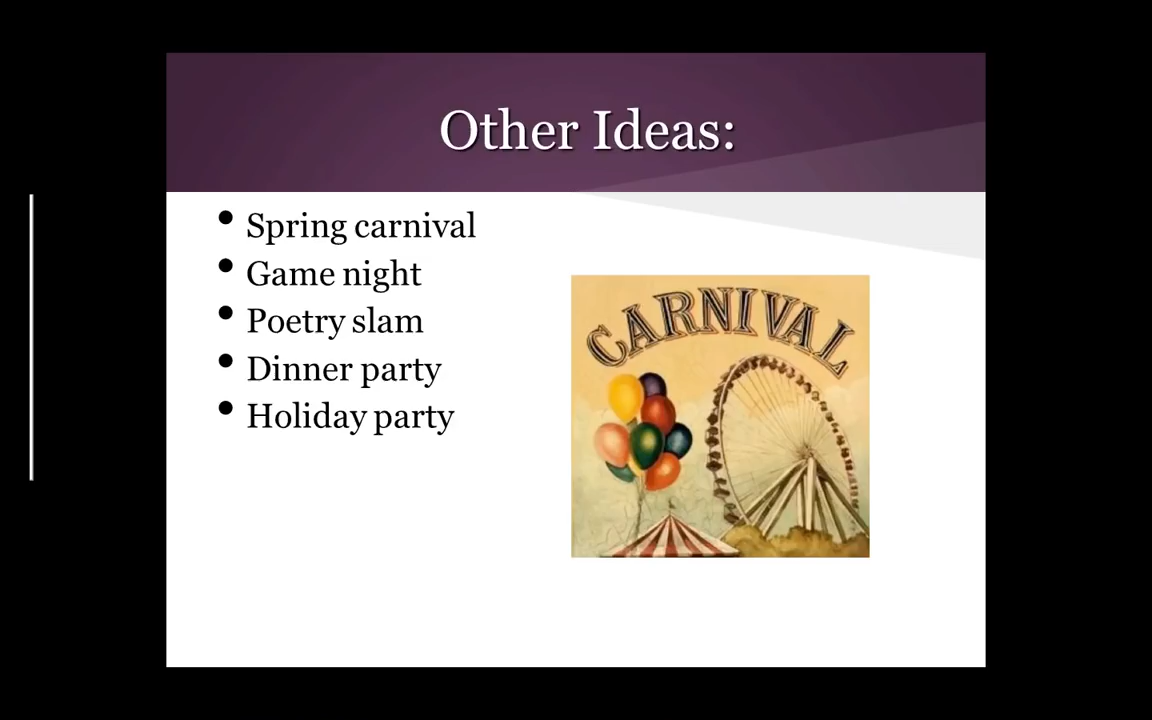 Other Ideas:
• Spring carnival
• Game night
• Poetry slam
• Dinner party
• Holiday party
CARNIVAL